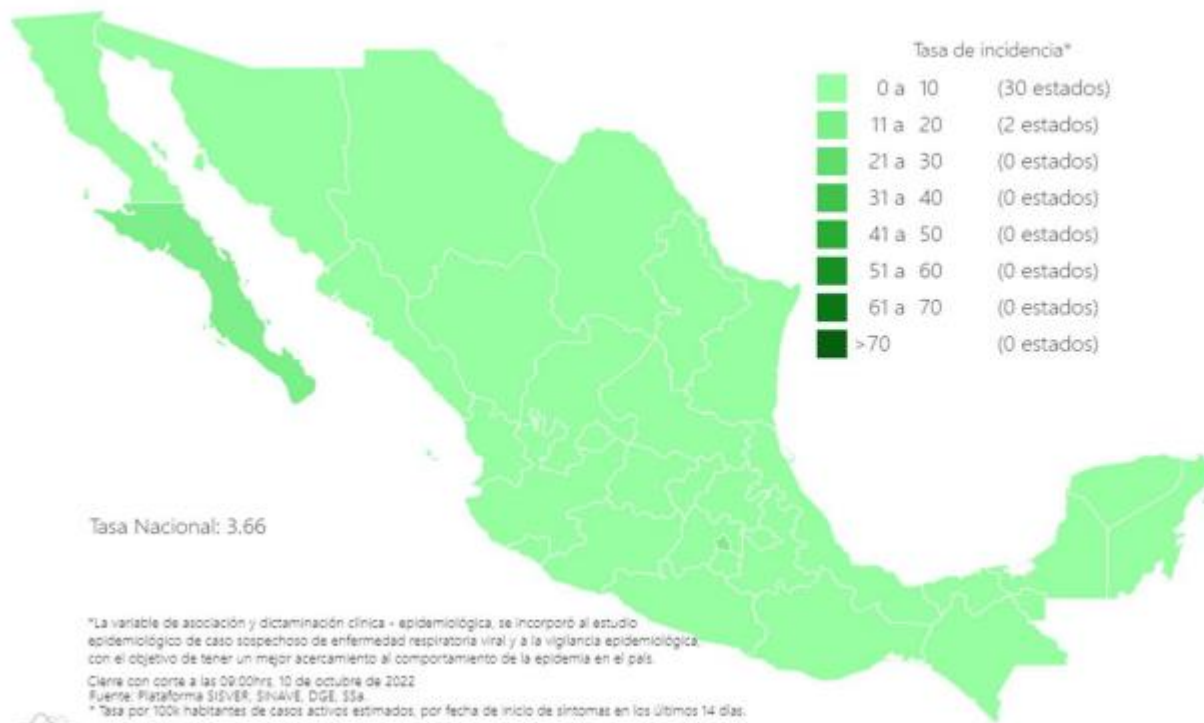 Tasa de incidencia*
0 a 10 (30 estados)
11 a 20 (2 estados)
21 a 30 (0 estados)
31 a 40 (0 estados)
41 a 50 (0 estados)
51 a 60 (0 estados)
61 a 70 (0 estados)
>70 (0 estados)
Tasa Nacional: 3.66
*La variable de asociación y dictaminación clínica - epidemiológica, se incorporó al estudio
epidemiológico de caso sospechoso de enfermedad respiratoria viral y a la vigilancia epidemiológica,
con el objetivo de tener un mejor acercamiento al comportamiento de la epidemia en el país.
Cierre con corte a las 09:00hrs, 10 de octubre de 2022
Fuente: Plataforma SISVER, SINAVE, DGE, SSa.
* Tasa por 100k habitantes de casos activos estimados, por fecha de inicio de síntomas en los últimos 14 días.